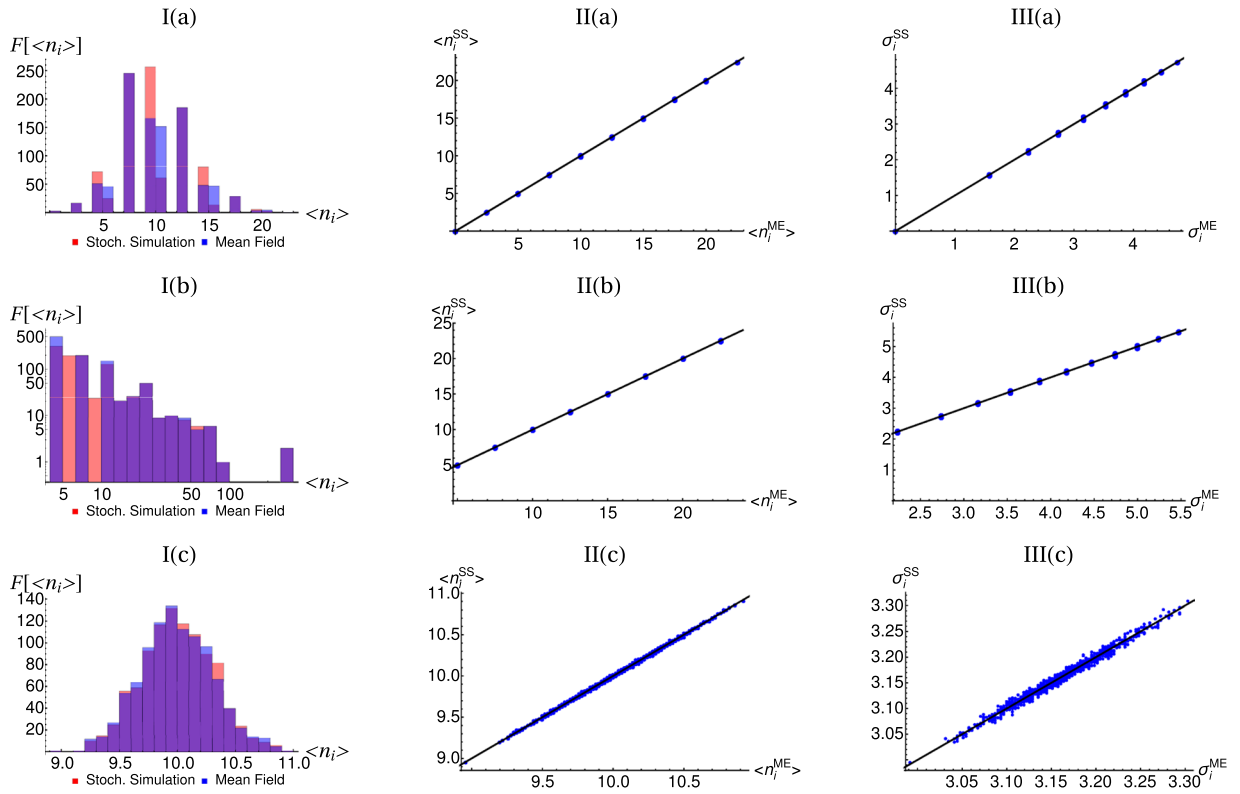 I(a)
F[<n_i>]
250
200
150
100
50
5 10 15 20
<n_i>
Stoch. Simulation Mean Field
II(a)
<n_i^SS>
20
15
10
5
5 10 15 20
<n_i^ME>
III(a)
σ_i^SS
4
3
2
1
1 2 3 4
σ_i^ME
I(b)
F[<n_i>]
500
100
50
10
5
1
5 10 50 100
<n_i>
Stoch. Simulation Mean Field
II(b)
<n_i^SS>
25
20
15
10
5
10 15 20
<n_i^ME>
III(b)
σ_i^SS
5
4
3
2
1
2.5 3.0 3.5 4.0 4.5 5.0 5.5
σ_i^ME
I(c)
F[<n_i>]
140
120
100
80
60
40
20
9.0 9.5 10.0 10.5 11.0
<n_i>
Stoch. Simulation Mean Field
II(c)
<n_i^SS>
11.0
10.5
10.0
9.5
9.0
9.5 10.0 10.5
<n_i^ME>
III(c)
σ_i^SS
3.30
3.25
3.20
3.15
3.10
3.05
3.05 3.10 3.15 3.20 3.25 3.30
σ_i^ME